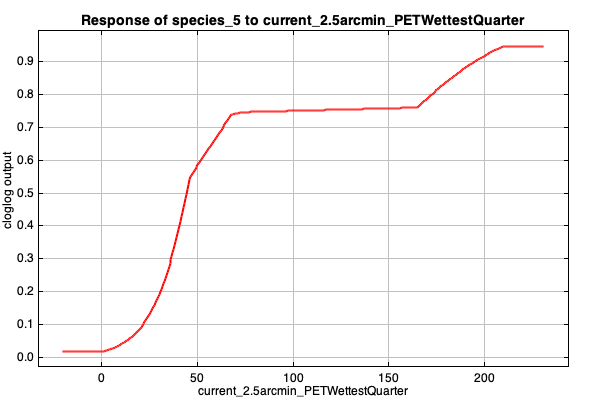 Response of species_5 to current_2.5arcmin_PETWettestQuarter
0.9
0.8
0.7
0.6
0.5
0.4
0.3
0.2
0.1
0.0
cloglog output
0 50 100 150 200
current_2.5arcmin_PETWettestQuarter